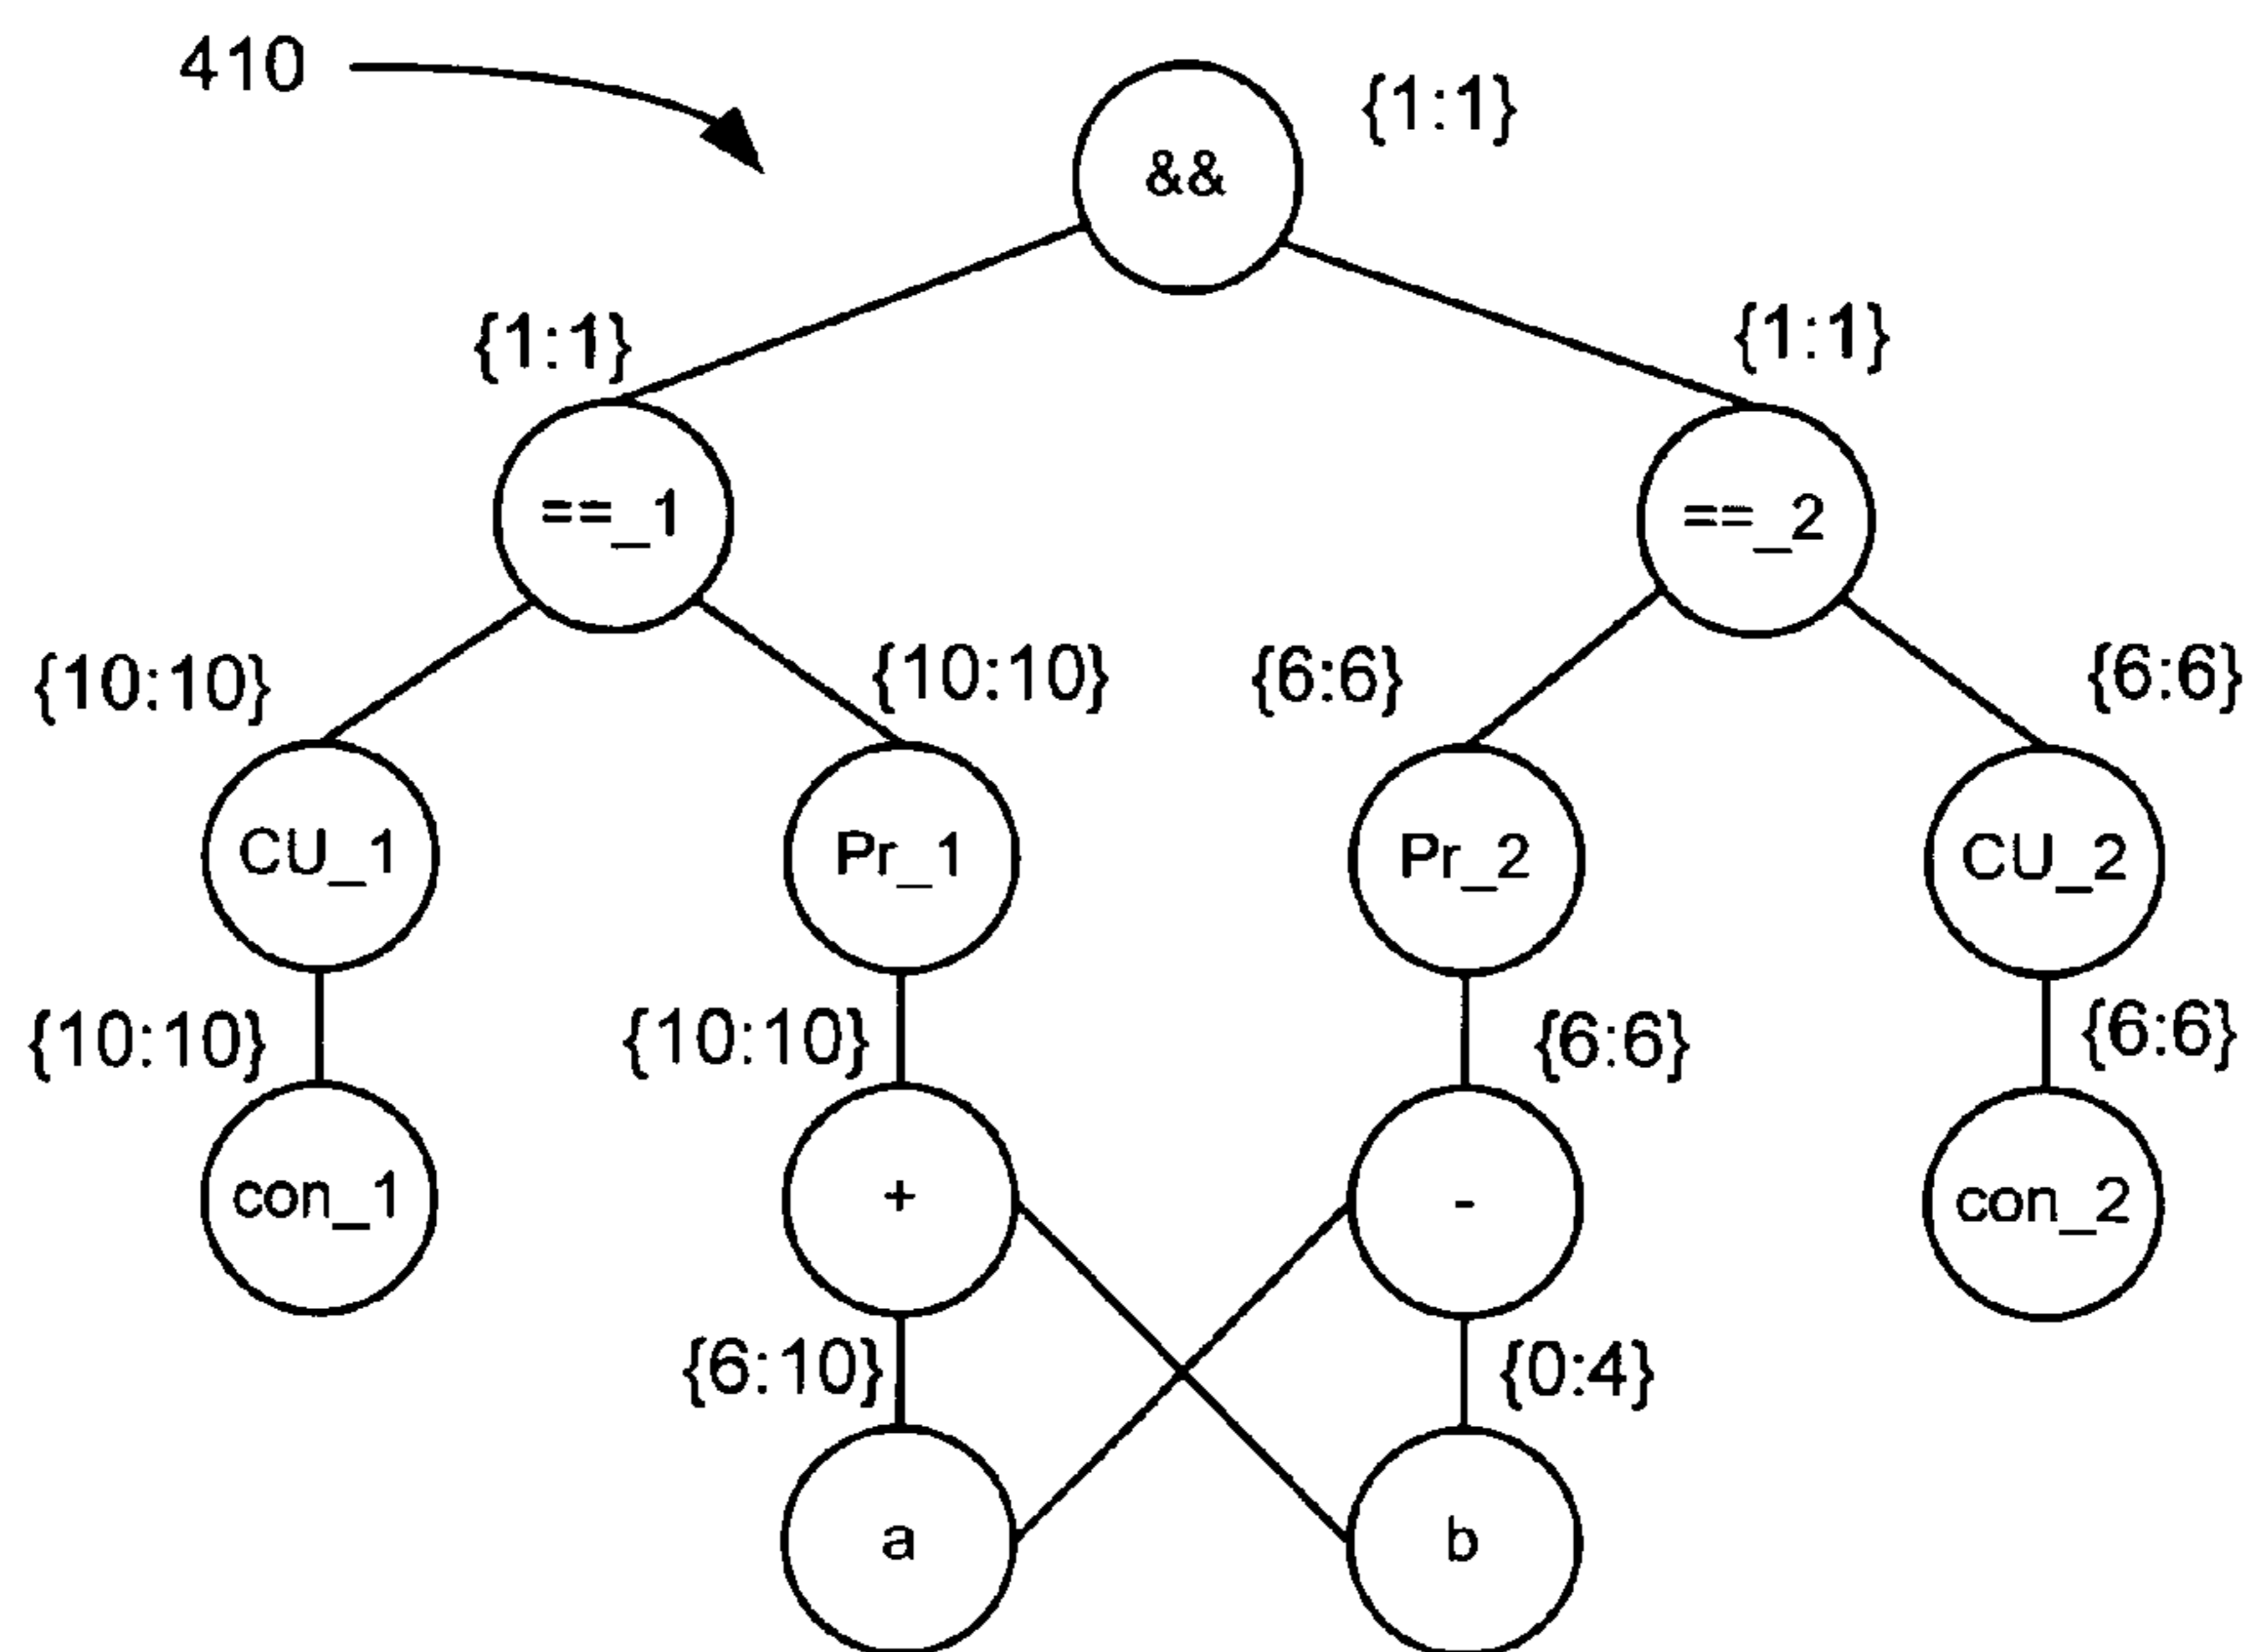 410
{1:1}
&&
{1:1}
{1:1}
==_1
==_2
{10:10}
{10:10}
{6:6}
{6:6}
CU_1
Pr_1
Pr_2
CU_2
{10:10}
{10:10}
{6:6}
{6:6}
con_1
+
-
con_2
{6:10}
{0:4}
a
b